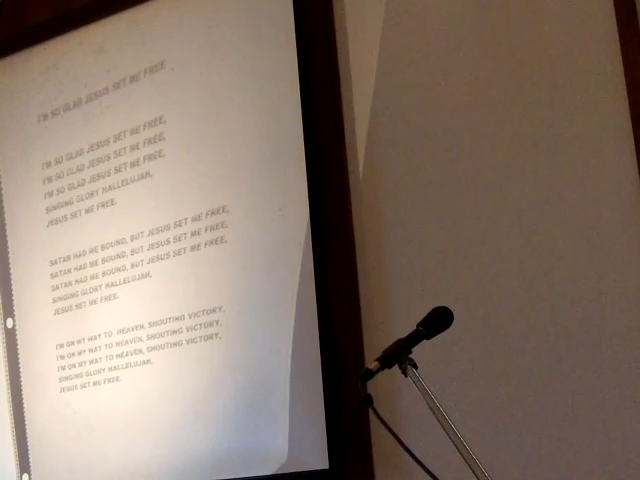 I'M SO GLAD JESUS SET ME FREE
I'M SO GLAD JESUS SET ME FREE,
I'M SO GLAD JESUS SET ME FREE,
I'M SO GLAD JESUS SET ME FREE,
SINGING GLORY HALLELUJAH,
JESUS SET ME FREE.
SATAN HAD ME BOUND, BUT JESUS SET ME FREE,
SATAN HAD ME BOUND, BUT JESUS SET ME FREE,
SATAN HAD ME BOUND, BUT JESUS SET ME FREE,
SINGING GLORY HALLELUJAH,
JESUS SET ME FREE.
I'M ON MY WAY TO HEAVEN, SHOUTING VICTORY,
I'M ON MY WAY TO HEAVEN, SHOUTING VICTORY,
I'M ON MY WAY TO HEAVEN, SHOUTING VICTORY,
SINGING GLORY HALLELUJAH,
JESUS SET ME FREE.